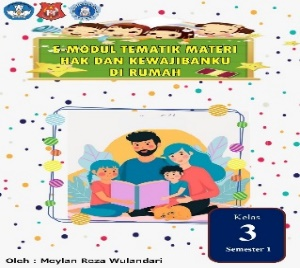 E-MODUL TEMATIK MATERI
HAK DAN KEWAJIBANKU
DI RUMAH
Kelas
3
Semester 1
Oleh : Meylan Reza Wulandari